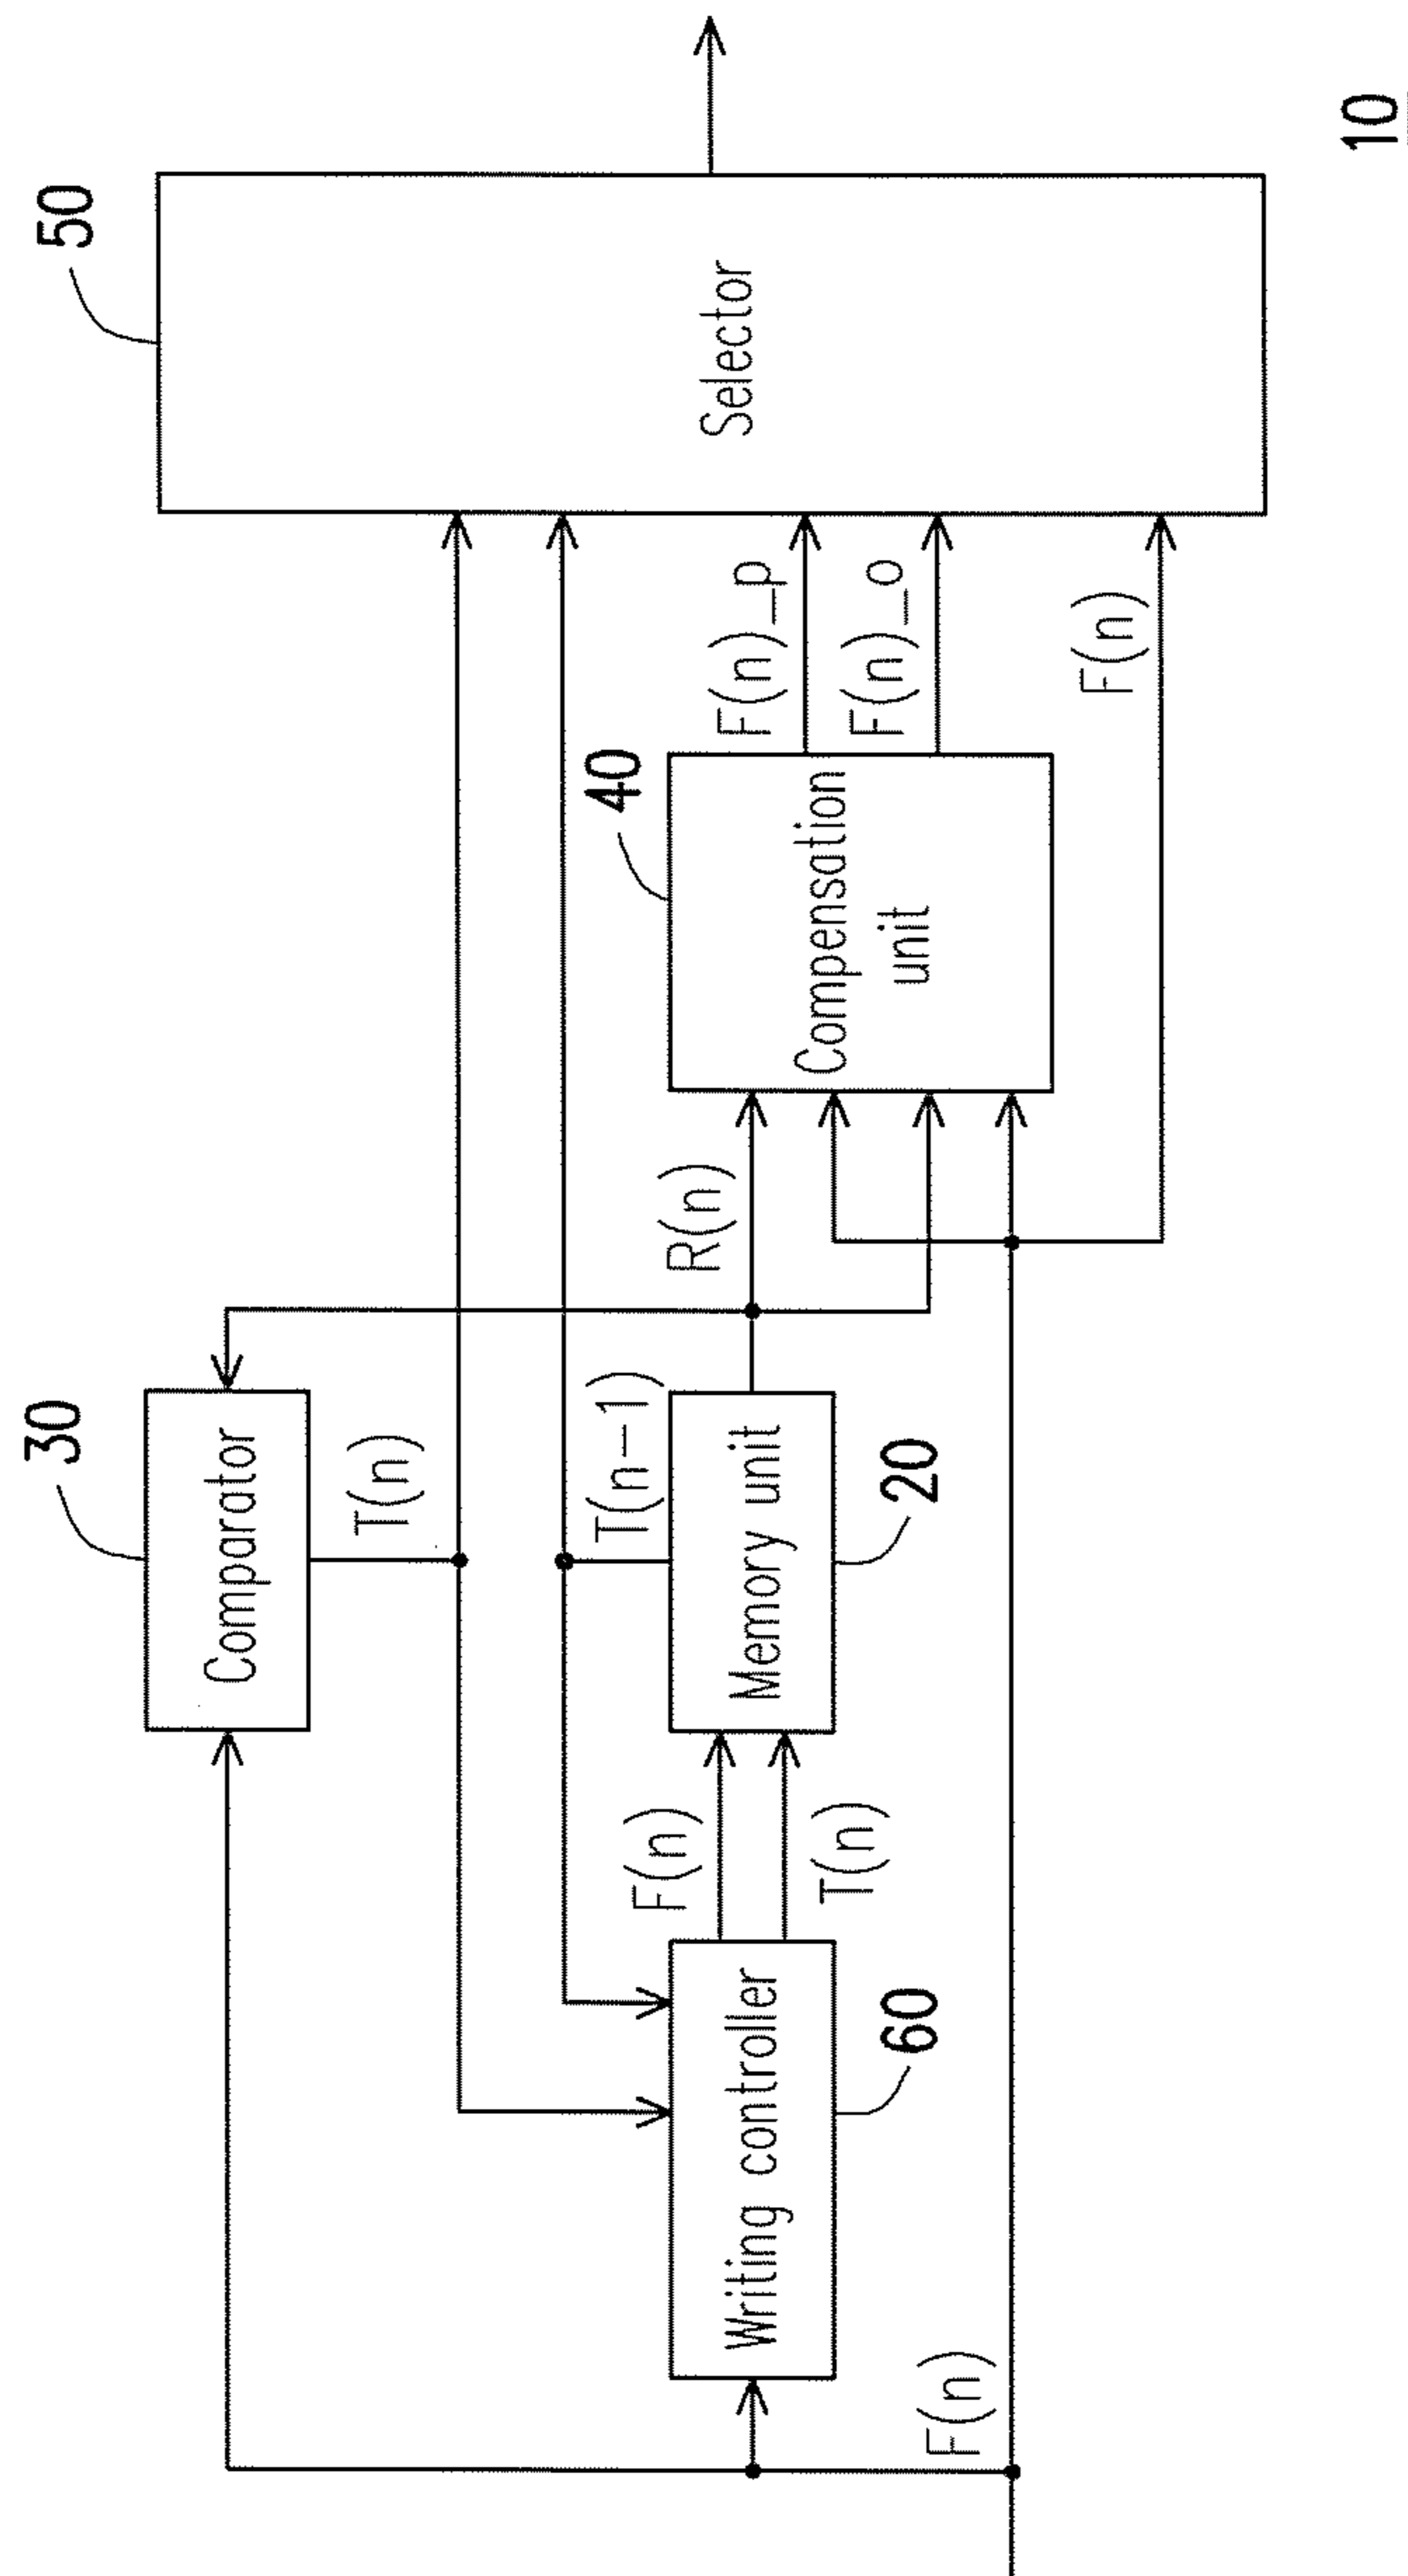 30
Comparator
T(n)
50
Selector
T(n-1)
F(n)
T(n)
Writing controller
60
Memory unit
20
R(n)
40
Compensation
unit
F(n)_p
F(n)_o
F(n)
F(n)
10